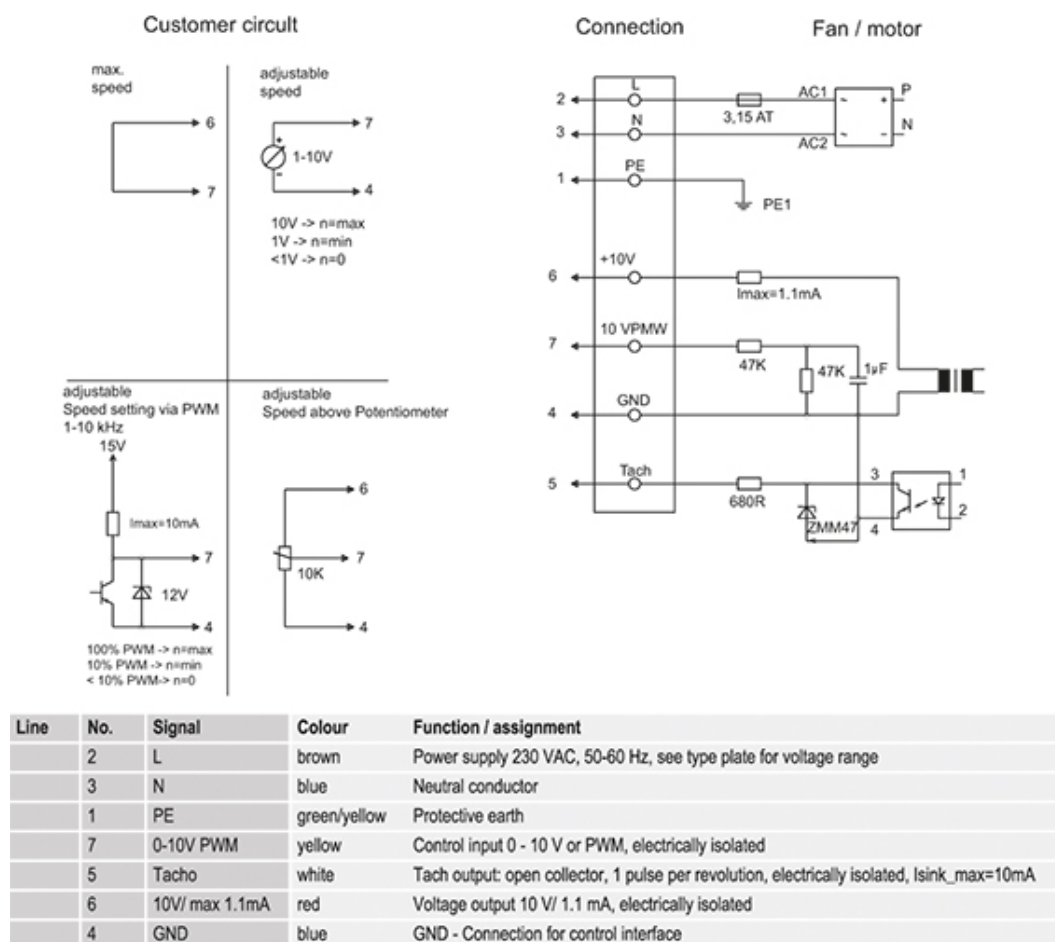 Customer circult
Connection
Fan / motor
max.
speed
6
7
adjustable
speed
+
1-10V
-
7
4
10V -> n=max
1V -> n=min
<1V -> n=0
adjustable
Speed setting via PWM
1-10 kHz
15V
Imax=10mA
7
12V
4
100% PWM -> n=max
10% PWM -> n=min
< 10% PWM-> n=0
adjustable
Speed above Potentiometer
6
7
10K
4
2
L
3,15 AT
AC1
~
+
P
3
N
AC2
~
-
N
1
PE
PE1
6
+10V
Imax=1.1mA
7
10 VPMW
47K
47K
1µF
4
GND
5
Tach
680R
ZMM47
3
4
1
2
Line No. Signal Colour Function / assignment
2 L brown Power supply 230 VAC, 50-60 Hz, see type plate for voltage range
3 N blue Neutral conductor
1 PE green/yellow Protective earth
7 0-10V PWM yellow Control input 0 - 10 V or PWM, electrically isolated
5 Tacho white Tach output: open collector, 1 pulse per revolution, electrically isolated, Isink_max=10mA
6 10V/ max 1.1mA red Voltage output 10 V/ 1.1 mA, electrically isolated
4 GND blue GND - Connection for control interface